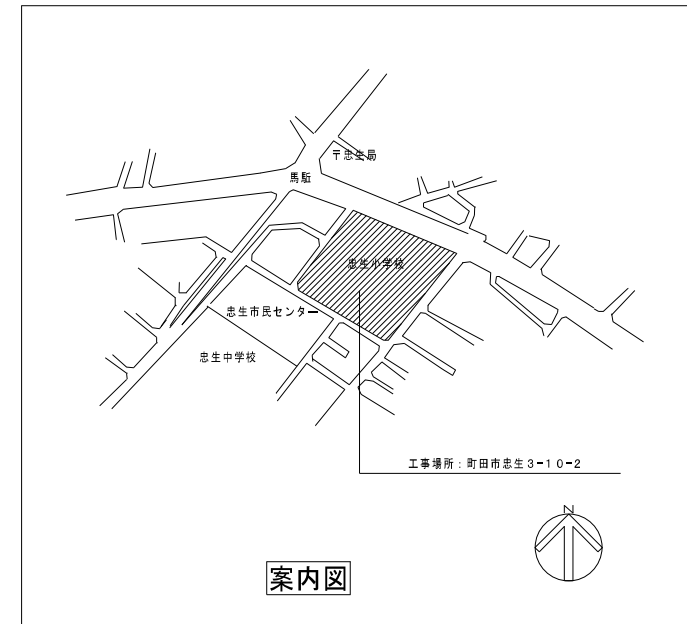 〒忠生局
馬駈
忠生小学校
忠生市民センター
忠生中学校
工事場所：町田市忠生３-１０-２
N
案内図